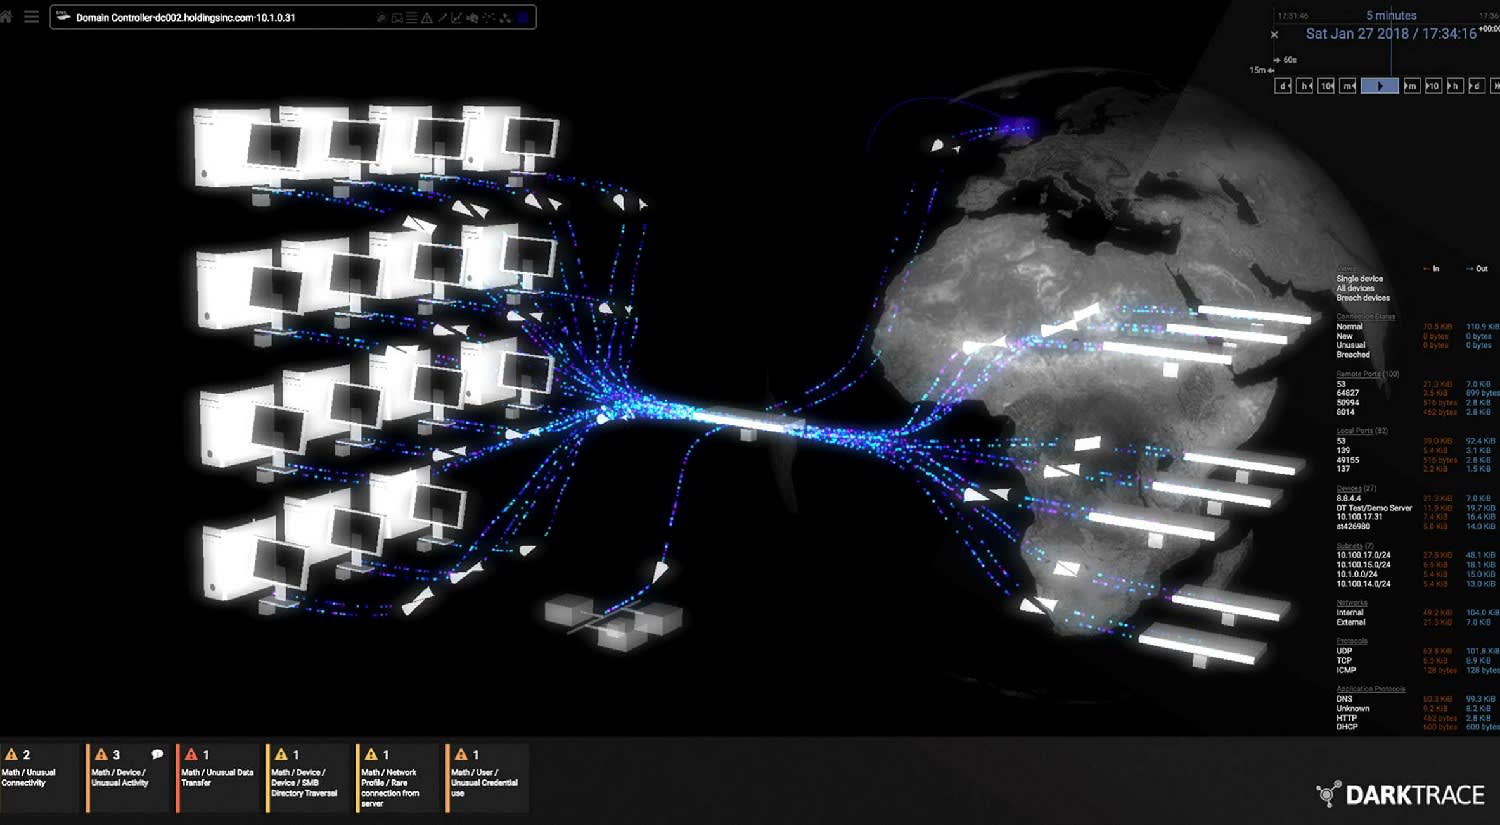 Domain Controller-dc002.holdingsinc.com-10.1.0.31
17:31:46
5 minutes
17:36
Sat Jan 27 2018 / 17:34:16 +00:00
60s
15m
d h 10 m m 10 h d
In Out
Single device
All devices
Breach devices
Connection Status
Normal 70.5 KiB 110.9 KiB
New 0 bytes 0 bytes
Unusual 0 bytes 0 bytes
Breached
Remote Ports (100)
53 21.3 KiB 7.0 KiB
64827 3.5 KiB 899 bytes
50994 516 bytes 2.8 KiB
8014 462 bytes 2.8 KiB
Local Ports (82)
53 39.0 KiB 92.4 KiB
139 5.4 KiB 3.1 KiB
49155 516 bytes 2.8 KiB
137 2.2 KiB 1.5 KiB
Devices (27)
8.8.4.4 21.3 KiB 7.0 KiB
DT Test/Demo Server 11.9 KiB 19.7 KiB
10.100.17.31 7.4 KiB 16.4 KiB
st426980 14.0 KiB
Subnets (7)
10.100.17.0/24 27.5 KiB 48.1 KiB
10.100.15.0/24 6.5 KiB 18.1 KiB
10.1.0.0/24 5.4 KiB 15.0 KiB
10.100.14.0/24 5.4 KiB 13.0 KiB
Networks
Internal 49.2 KiB 104.0 KiB
External 21.3 KiB 7.0 KiB
Protocols
UDP 63.8 KiB 101.8 KiB
TCP 6.5 KiB 8.9 KiB
ICMP 128 bytes 128 bytes
Application Protocols
DNS 60.3 KiB 99.3 KiB
Unknown 9.2 KiB 8.2 KiB
HTTP 462 bytes 2.8 KiB
DHCP 600 bytes 600 bytes
2
Math / Unusual
Connectivity
3
Math / Device /
Unusual Activity
1
Math / Unusual Data
Transfer
1
Math / Device /
Device / SMB
Directory Traversal
1
Math / Network
Profile / Rare
connection from
server
1
Math / User /
Unusual Credential
use
DARKTRACE